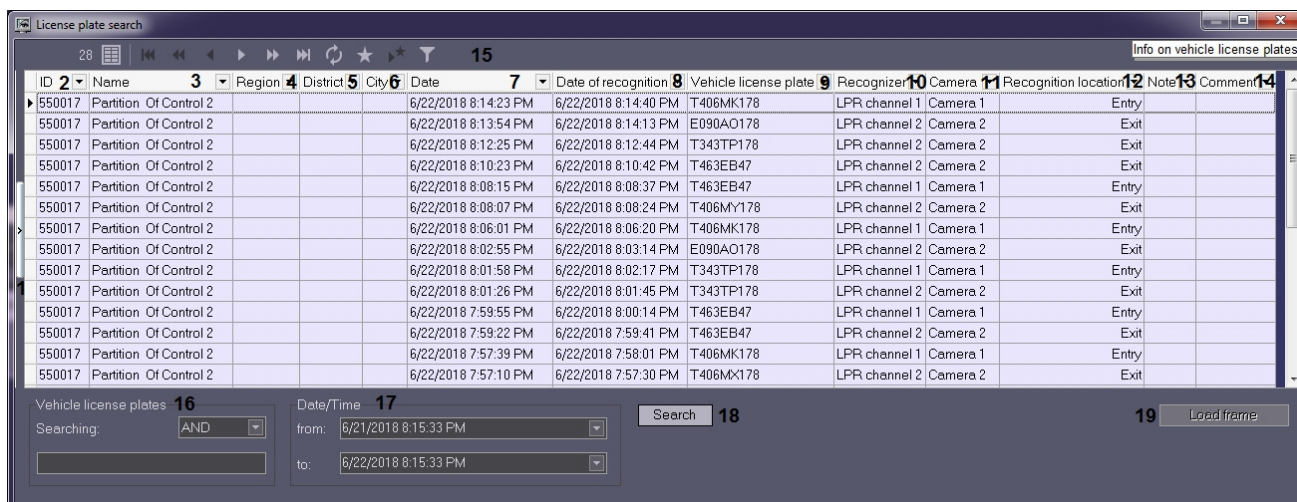 License plate search
28 15
Info on vehicle license plates
ID 2 Name 3 Region 4 District 5 City 6 Date 7 Date of recognition 8 Vehicle license plate 9 Recognizer 10 Camera 11 Recognition location 12 Note 13 Comment 14
550017 Partition Of Control 2 6/22/2018 8:14:23 PM 6/22/2018 8:14:40 PM T406MK178 LPR channel 1 Camera 1 Entry
550017 Partition Of Control 2 6/22/2018 8:13:54 PM 6/22/2018 8:14:13 PM E090AO178 LPR channel 2 Camera 2 Exit
550017 Partition Of Control 2 6/22/2018 8:12:25 PM 6/22/2018 8:12:44 PM T343TP178 LPR channel 2 Camera 2 Exit
550017 Partition Of Control 2 6/22/2018 8:10:23 PM 6/22/2018 8:10:42 PM T463EB47 LPR channel 2 Camera 2 Exit
550017 Partition Of Control 2 6/22/2018 8:08:15 PM 6/22/2018 8:08:37 PM T463EB47 LPR channel 1 Camera 1 Entry
550017 Partition Of Control 2 6/22/2018 8:08:07 PM 6/22/2018 8:08:24 PM T406MY178 LPR channel 2 Camera 2 Exit
550017 Partition Of Control 2 6/22/2018 8:06:01 PM 6/22/2018 8:06:20 PM T406MK178 LPR channel 1 Camera 1 Entry
550017 Partition Of Control 2 6/22/2018 8:02:55 PM 6/22/2018 8:03:14 PM E090AO178 LPR channel 2 Camera 2 Exit
550017 Partition Of Control 2 6/22/2018 8:01:58 PM 6/22/2018 8:02:17 PM T343TP178 LPR channel 1 Camera 1 Entry
1 550017 Partition Of Control 2 6/22/2018 8:01:26 PM 6/22/2018 8:01:45 PM T343TP178 LPR channel 2 Camera 2 Exit
550017 Partition Of Control 2 6/22/2018 7:59:55 PM 6/22/2018 8:00:14 PM T463EB47 LPR channel 1 Camera 1 Entry
550017 Partition Of Control 2 6/22/2018 7:59:22 PM 6/22/2018 7:59:41 PM T463EB47 LPR channel 2 Camera 2 Exit
550017 Partition Of Control 2 6/22/2018 7:57:39 PM 6/22/2018 7:58:01 PM T406MK178 LPR channel 1 Camera 1 Entry
550017 Partition Of Control 2 6/22/2018 7:57:10 PM 6/22/2018 7:57:30 PM T406MX178 LPR channel 2 Camera 2 Exit
Vehicle license plates 16 Date/Time 17
Searching: AND from: 6/21/2018 8:15:33 PM Search 18 19 Load frame
to: 6/22/2018 8:15:33 PM